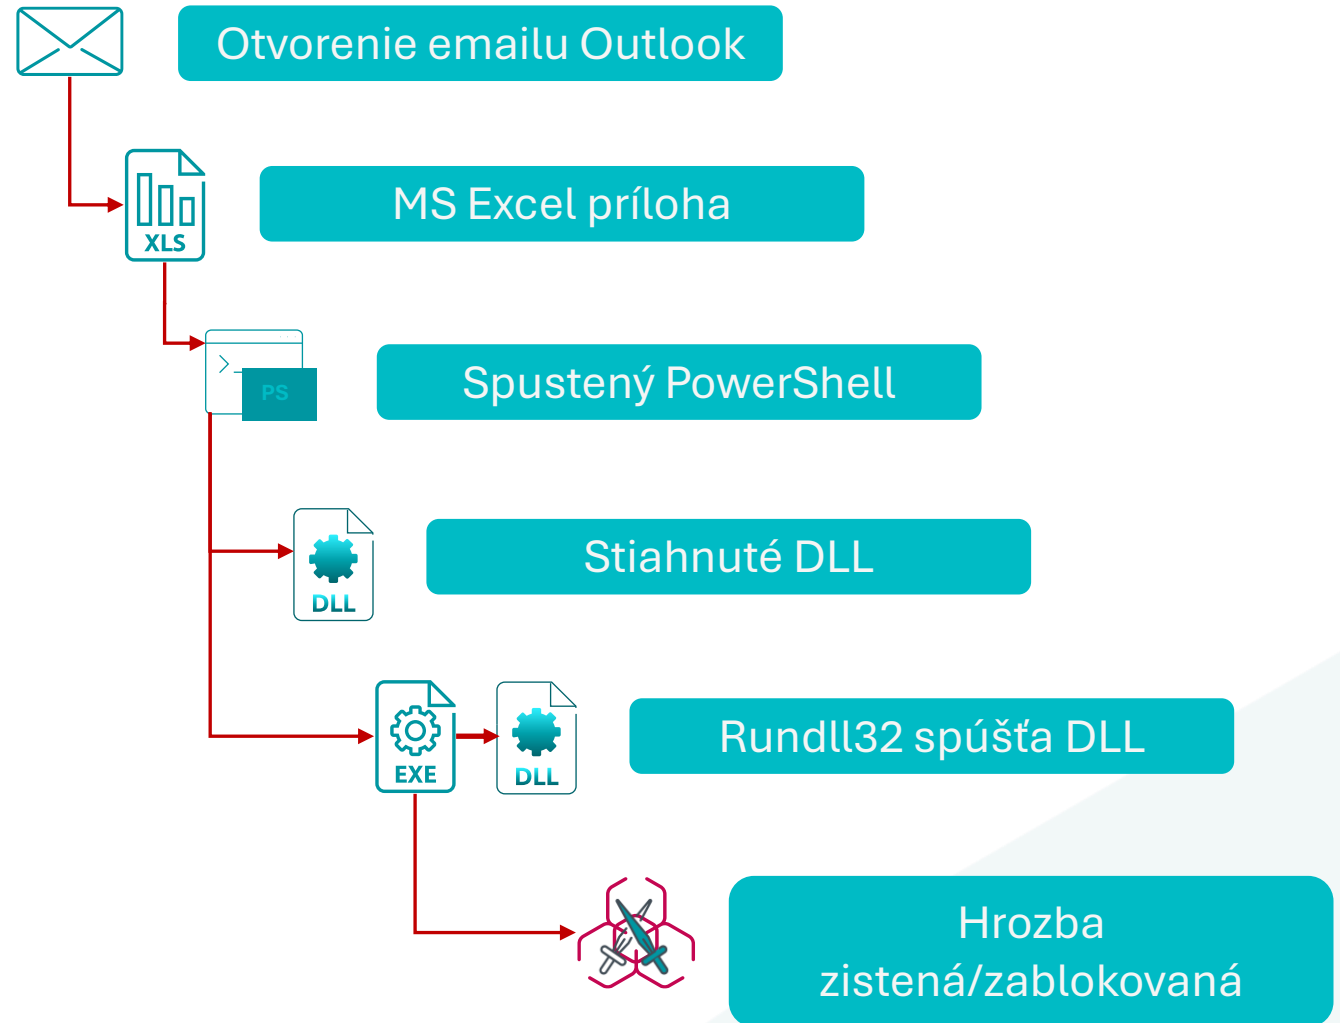 Otvorenie emailu Outlook
XLS
MS Excel príloha
>_
PS
Spustený PowerShell
DLL
Stiahnuté DLL
EXE
DLL
Rundll32 spúšťa DLL
Hrozba
zistená/zablokovaná